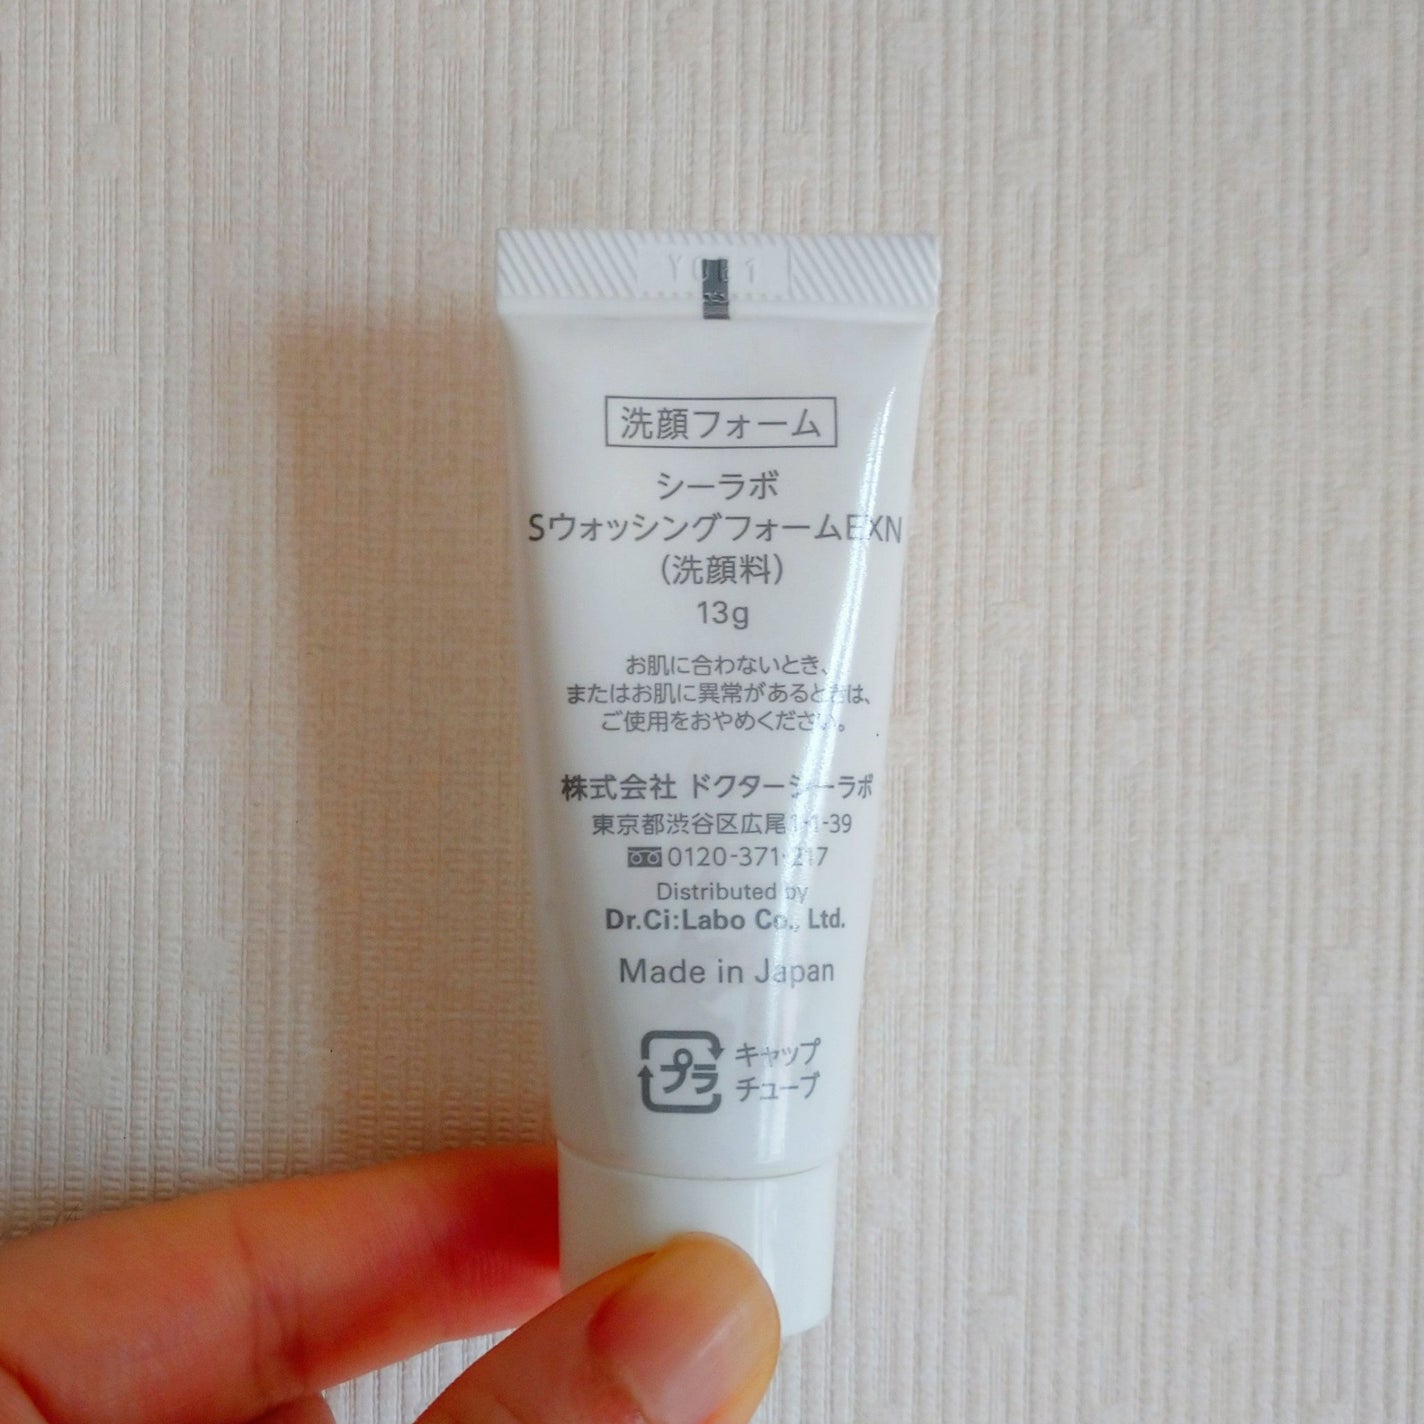 洗顔フォーム
シーラボ
SウォッシングフォームEXN
（洗顔料）
13g
お肌に合わないとき、
またはお肌に異常があるときは、
ご使用をおやめください。
株式会社 ドクターシーラボ
東京都渋谷区広尾1-1-39
0120-371-217
Distributed by
Dr.Ci:Labo Co., Ltd.
Made in Japan
プラ キャップ
チューブ